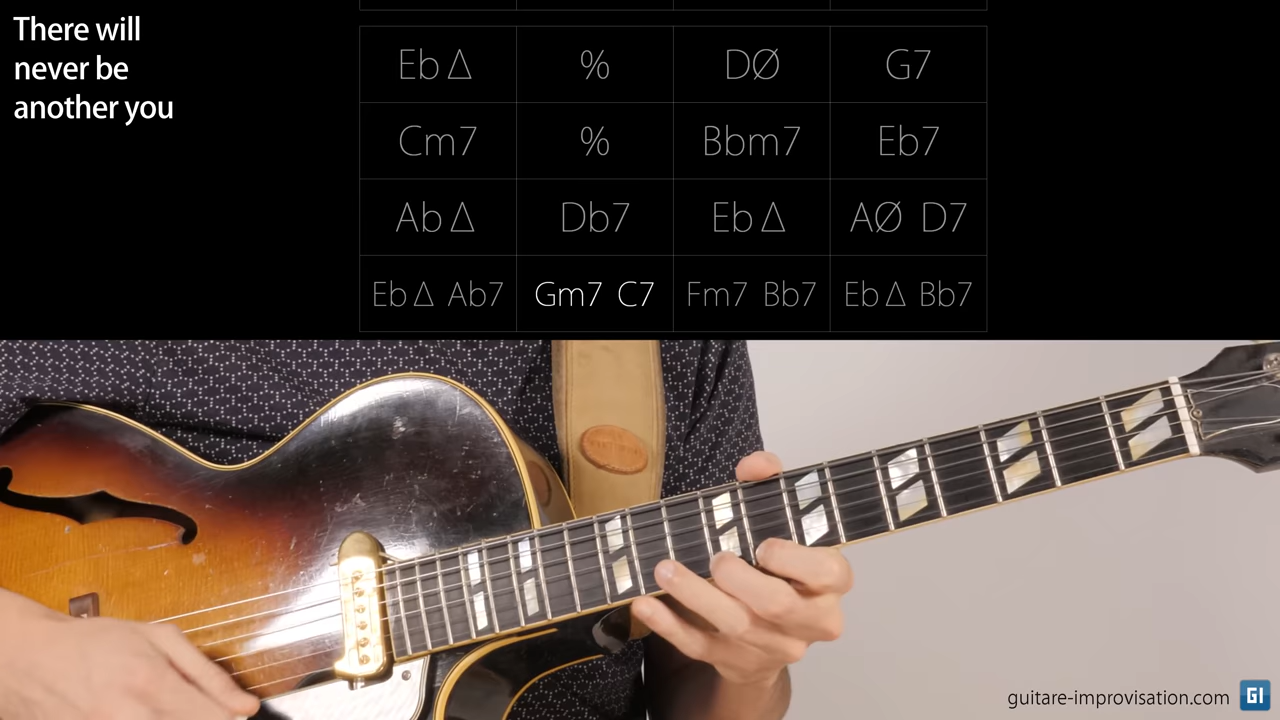 There will
never be
another you
Eb Δ % DØ G7
Cm7 % Bbm7 Eb7
Ab Δ Db7 Eb Δ AØ D7
Eb Δ Ab7 Gm7 C7 Fm7 Bb7 Eb Δ Bb7
guitare-improvisation.com GI